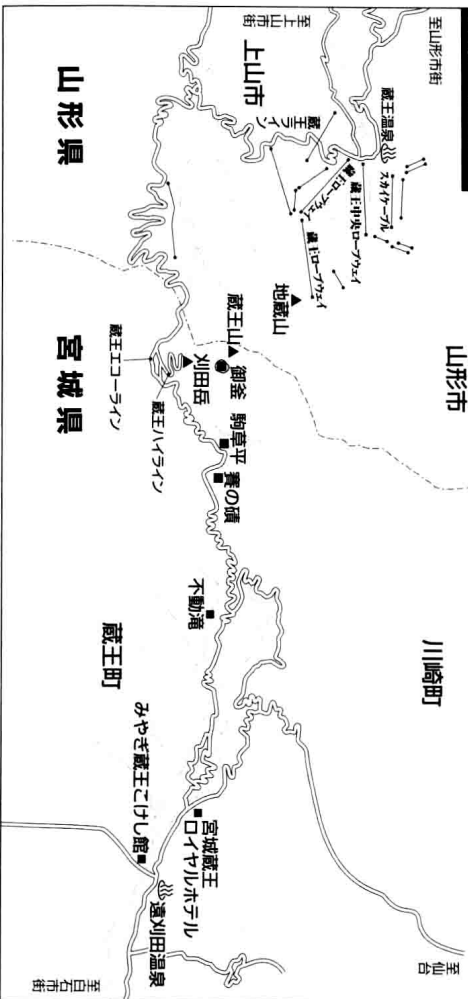 至山形市街
蔵王温泉
スカイケーブル
蔵王中央ロープウェイ
蔵王ロープウェイ
蔵王ロープウェイ
至上山市街
上山市
蔵王ライン
山形県
地蔵山
山形市
蔵王山
御釜
刈田岳
宮城県
蔵王エコーライン
蔵王ハイライン
駒草平
賽の磧
不動滝
川崎町
蔵王町
みやぎ蔵王こけし館
宮城蔵王
ロイヤルホテル
遠刈田温泉
至仙台
至白石市街